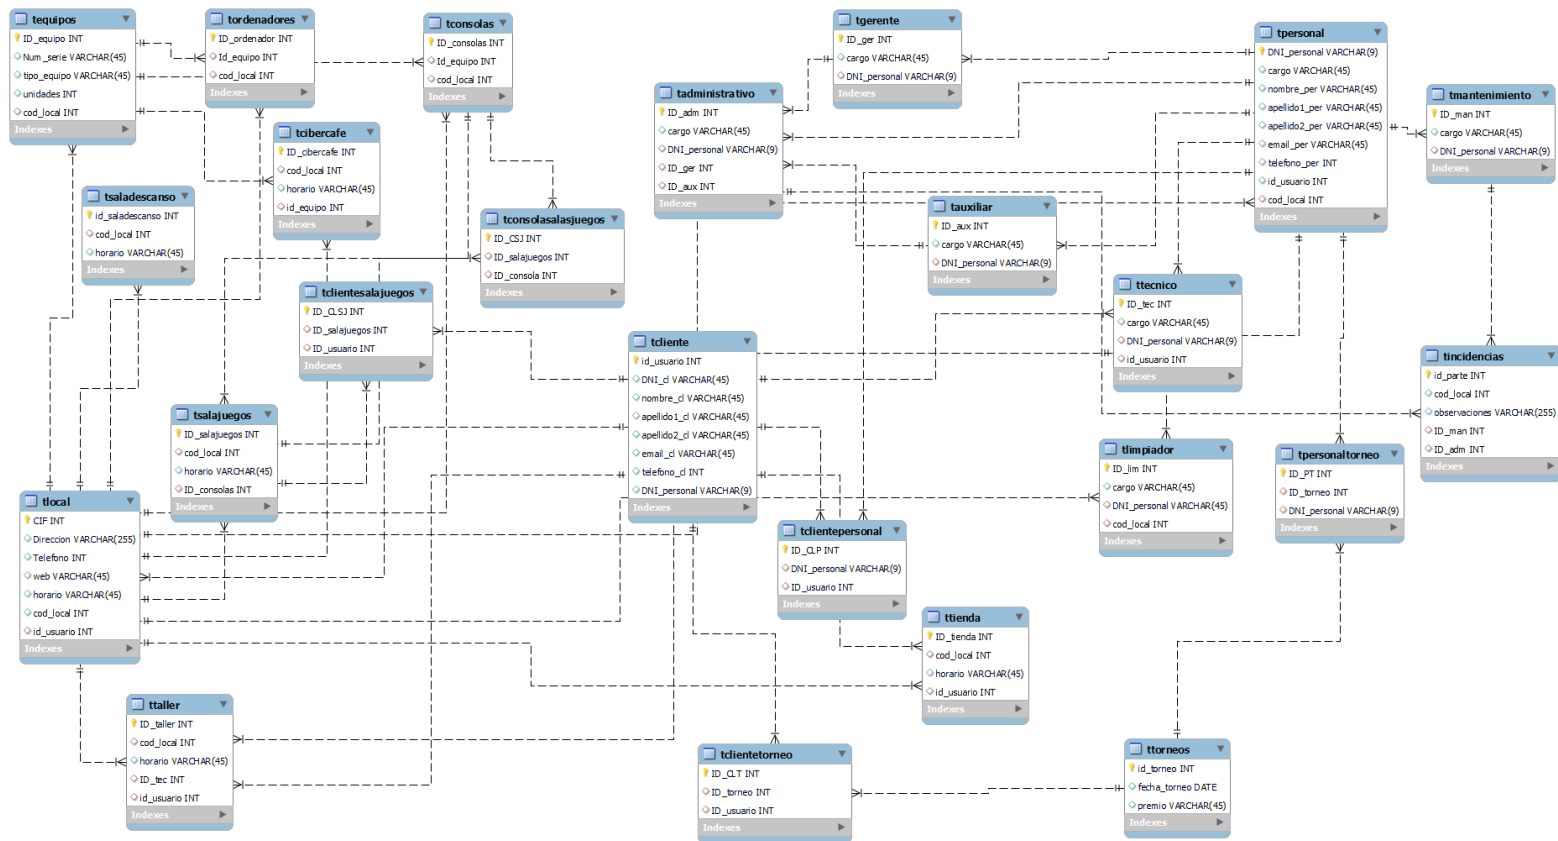 tequipos
ID_equipo INT
Num_serie VARCHAR(45)
tipo_equipo VARCHAR(45)
unidades INT
cod_local INT
Indexes
tordenadores
ID_ordenador INT
Id_equipo INT
cod_local INT
Indexes
tconsolas
ID_consolas INT
Id_equipo INT
cod_local INT
Indexes
tgerente
ID_ger INT
cargo VARCHAR(45)
DNI_personal VARCHAR(9)
Indexes
tpersonal
DNI_personal VARCHAR(9)
cargo VARCHAR(45)
nombre_per VARCHAR(45)
apellido1_per VARCHAR(45)
apellido2_per VARCHAR(45)
email_per VARCHAR(45)
telefono_per INT
id_usuario INT
cod_local INT
Indexes
tadministrativo
ID_adm INT
cargo VARCHAR(45)
DNI_personal VARCHAR(9)
ID_ger INT
ID_aux INT
Indexes
tmantenimiento
ID_man INT
cargo VARCHAR(45)
DNI_personal VARCHAR(9)
Indexes
tcibercafe
ID_cibercafe INT
cod_local INT
horario VARCHAR(45)
id_equipo INT
Indexes
tsaladescanso
id_saladescanso INT
cod_local INT
horario VARCHAR(45)
Indexes
tconsolasalasjuegos
ID_CSJ INT
ID_salajuegos INT
ID_consola INT
Indexes
tauxiliar
ID_aux INT
cargo VARCHAR(45)
DNI_personal VARCHAR(9)
Indexes
ttecnico
ID_tec INT
cargo VARCHAR(45)
DNI_personal VARCHAR(9)
id_usuario INT
Indexes
tclientesalajuegos
ID_CLSJ INT
ID_salajuegos INT
ID_usuario INT
Indexes
tcliente
id_usuario INT
DNI_cl VARCHAR(45)
nombre_cl VARCHAR(45)
apellido1_cl VARCHAR(45)
apellido2_cl VARCHAR(45)
email_cl VARCHAR(45)
telefono_cl INT
DNI_personal VARCHAR(9)
Indexes
tincidencias
id_parte INT
cod_local INT
observaciones VARCHAR(255)
ID_man INT
ID_adm INT
Indexes
tsalajuegos
ID_salajuegos INT
cod_local INT
horario VARCHAR(45)
ID_consolas INT
Indexes
tlimpiador
ID_lim INT
cargo VARCHAR(45)
DNI_personal VARCHAR(9)
cod_local INT
Indexes
tpersonaltorneo
ID_PT INT
ID_torneo INT
DNI_personal VARCHAR(9)
Indexes
tlocal
CIF INT
Direccion VARCHAR(255)
Telefono INT
web VARCHAR(45)
horario VARCHAR(45)
cod_local INT
id_usuario INT
Indexes
tclientepersonal
ID_CLP INT
DNI_personal VARCHAR(9)
ID_usuario INT
Indexes
ttienda
ID_tienda INT
cod_local INT
horario VARCHAR(45)
id_usuario INT
Indexes
ttaller
ID_taller INT
cod_local INT
horario VARCHAR(45)
ID_tec INT
id_usuario INT
Indexes
tclientetorneo
ID_CLT INT
ID_torneo INT
ID_usuario INT
Indexes
ttorneos
id_torneo INT
fecha_torneo DATE
premio VARCHAR(45)
Indexes